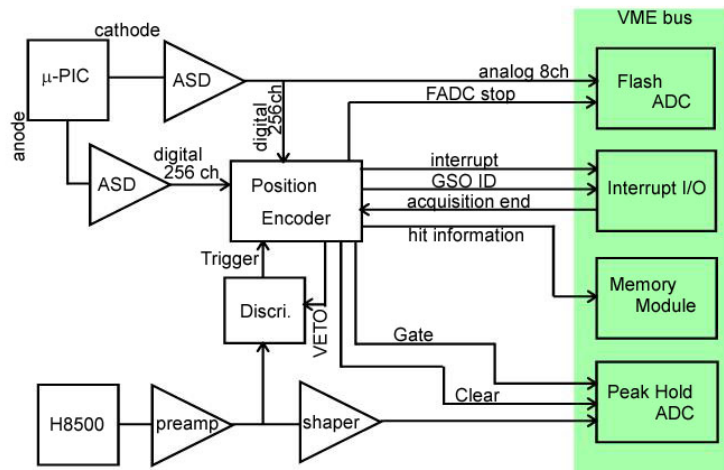 VME bus
cathode
μ-PIC
ASD
analog 8ch
Flash
ADC
FADC stop
anode
digital
256ch
digital
256 ch
ASD
Position
Encoder
interrupt
GSO ID
acquisition end
hit information
Interrupt I/O
Trigger
Discri.
VETO
Memory
Module
Gate
Clear
Peak Hold
ADC
H8500
preamp
shaper